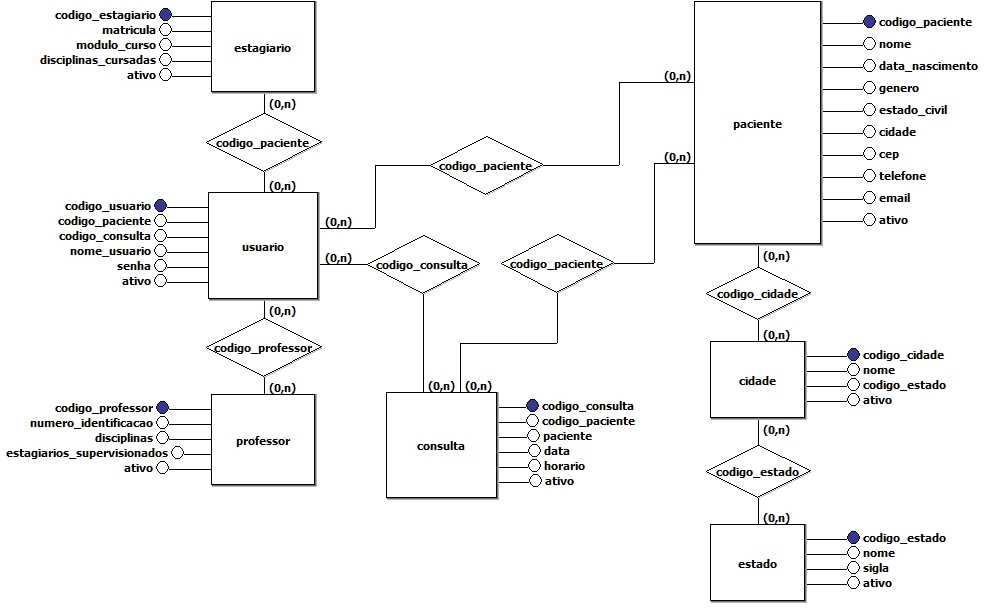 codigo_estagiario
matricula
modulo_curso
disciplinas_cursadas
ativo
estagiario
(0,n)
codigo_paciente
(0,n)
codigo_usuario
codigo_paciente
codigo_consulta
nome_usuario
senha
ativo
usuario
(0,n)
codigo_professor
(0,n)
codigo_professor
numero_identificacao
disciplinas
estagiarios_supervisionados
ativo
professor
(0,n)
codigo_paciente
(0,n)
(0,n)
codigo_consulta
(0,n)
(0,n)
codigo_paciente
(0,n)
consulta
codigo_consulta
codigo_paciente
paciente
data
horario
ativo
paciente
codigo_paciente
nome
data_nascimento
genero
estado_civil
cidade
cep
telefone
email
ativo
(0,n)
codigo_cidade
(0,n)
cidade
codigo_cidade
nome
codigo_estado
ativo
(0,n)
codigo_estado
(0,n)
estado
codigo_estado
nome
sigla
ativo